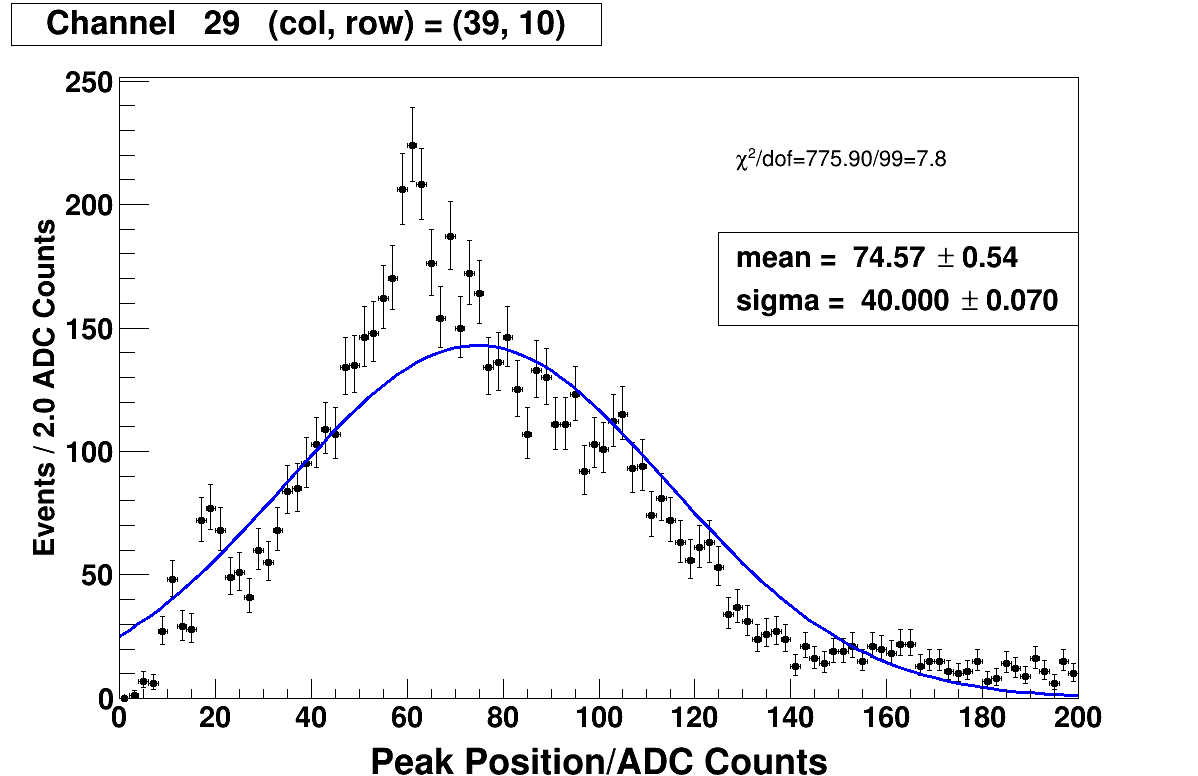 Channel 29 (col, row) = (39, 10)
250
200
150
100
50
0
Events / 2.0 ADC Counts
χ²/dof=775.90/99=7.8
mean = 74.57 ± 0.54
sigma = 40.000 ± 0.070
0 20 40 60 80 100 120 140 160 180 200
Peak Position/ADC Counts